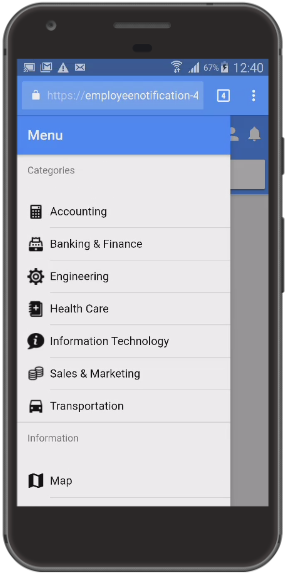 67% 12:40
https://employeenotification-4
4
Menu
Categories
Accounting
Banking & Finance
Engineering
Health Care
Information Technology
Sales & Marketing
Transportation
Information
Map